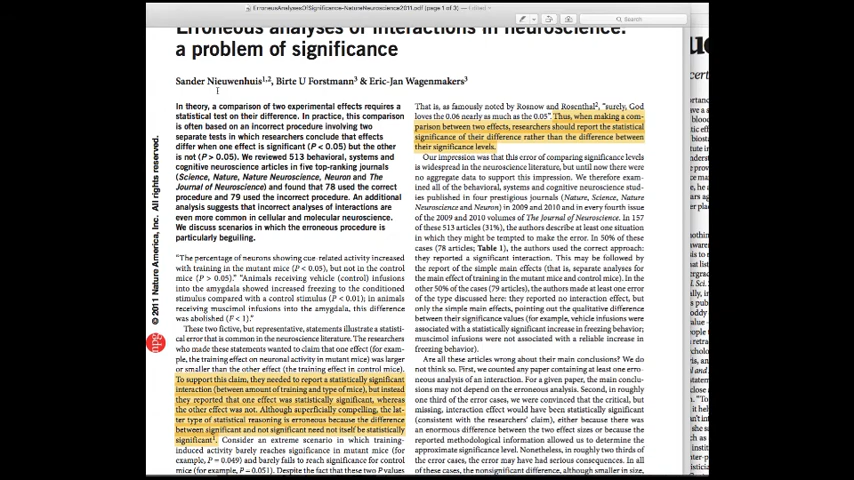 ErroneousAnalysesOfSignificance-NatureNeuroscience2011.pdf (page 1 of 3)
Edited
Search
Erroneous analyses of interactions in neuroscience:
a problem of significance
Sander Nieuwenhuis1,2, Birte U Forstmann3 & Eric-Jan Wagenmakers3
In theory, a comparison of two experimental effects requires a
statistical test on their difference. In practice, this comparison
is often based on an incorrect procedure involving two
separate tests in which researchers conclude that effects
differ when one effect is significant (P < 0.05) but the other
is not (P > 0.05). We reviewed 513 behavioral, systems and
cognitive neuroscience articles in five top-ranking journals
(Science, Nature, Nature Neuroscience, Neuron and The
Journal of Neuroscience) and found that 78 used the correct
procedure and 79 used the incorrect procedure. An additional
analysis suggests that incorrect analyses of interactions are
even more common in cellular and molecular neuroscience.
We discuss scenarios in which the erroneous procedure is
particularly beguiling.
“The percentage of neurons showing cue-related activity increased
with training in the mutant mice (P < 0.05), but not in the control
mice (P > 0.05).” “Animals receiving vehicle (control) infusions
into the amygdala showed increased freezing to the conditioned
stimulus compared with a control stimulus (P < 0.01); in animals
receiving muscimol infusions into the amygdala, this difference
was abolished (F < 1).”
These two fictive, but representative, statements illustrate a statisti-
cal error that is common in the neuroscience literature. The researchers
who made these statements wanted to claim that one effect (for exam-
ple, the training effect on neuronal activity in mutant mice) was larger
or smaller than the other effect (the training effect in control mice).
To support this claim, they needed to report a statistically significant
interaction (between amount of training and type of mice), but instead
they reported that one effect was statistically significant, whereas
the other effect was not. Although superficially compelling, the lat-
ter type of statistical reasoning is erroneous because the difference
between significant and not significant need not itself be statistically
significant1. Consider an extreme scenario in which training-
induced activity barely reaches significance in mutant mice (for
example, P = 0.049) and barely fails to reach significance for control
mice (for example, P = 0.051). Despite the fact that these two P values
That is, as famously noted by Rosnow and Rosenthal2, “surely, God
loves the 0.06 nearly as much as the 0.05”. Thus, when making a com-
parison between two effects, researchers should report the statistical
significance of their difference rather than the difference between
their significance levels.
Our impression was that this error of comparing significance levels
is widespread in the neuroscience literature, but until now there were
no aggregate data to support this impression. We therefore exam-
ined all of the behavioral, systems and cognitive neuroscience stud-
ies published in four prestigious journals (Nature, Science, Nature
Neuroscience and Neuron) in 2009 and 2010 and in every fourth issue
of the 2009 and 2010 volumes of The Journal of Neuroscience. In 157
of these 513 articles (31%), the authors describe at least one situation
in which they might be tempted to make the error. In 50% of these
cases (78 articles; Table 1), the authors used the correct approach:
they reported a significant interaction. This may be followed by
the report of the simple main effects (that is, separate analyses for
the main effect of training in the mutant mice and control mice). In the
other 50% of the cases (79 articles), the authors made at least one error
of the type discussed here: they reported no interaction effect, but
only the simple main effects, pointing out the qualitative difference
between their significance values (for example, vehicle infusions were
associated with a statistically significant increase in freezing behavior;
muscimol infusions were not associated with a reliable increase in
freezing behavior).
Are all these articles wrong about their main conclusions? We do
not think so. First, we counted any paper containing at least one erro-
neous analysis of an interaction. For a given paper, the main conclu-
sions may not depend on the erroneous analysis. Second, in roughly
one third of the error cases, we were convinced that the critical, but
missing, interaction effect would have been statistically significant
(consistent with the researchers’ claim), either because there was
an enormous difference between the two effect sizes or because the
reported methodological information allowed us to determine the
approximate significance level. Nonetheless, in roughly two thirds of
the error cases, the error may have had serious consequences. In all
of these cases, the nonsignificant difference, although smaller in size,
© 2011 Nature America, Inc. All rights reserved.